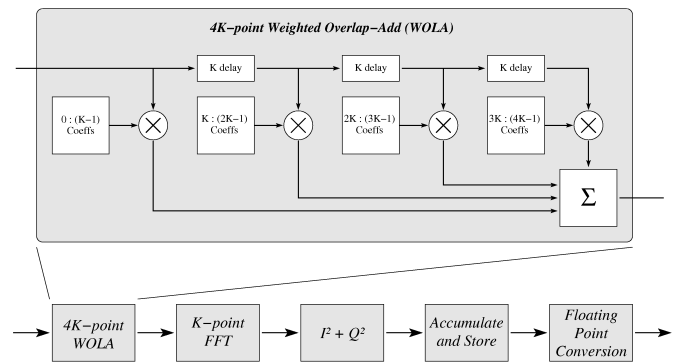 4K−point Weighted Overlap−Add (WOLA)
K delay
K delay
K delay
0 : (K−1)
Coeffs
K : (2K−1)
Coeffs
2K : (3K−1)
Coeffs
3K : (4K−1)
Coeffs
Σ
4K−point
WOLA
K−point
FFT
I² + Q²
Accumulate
and Store
Floating
Point
Conversion